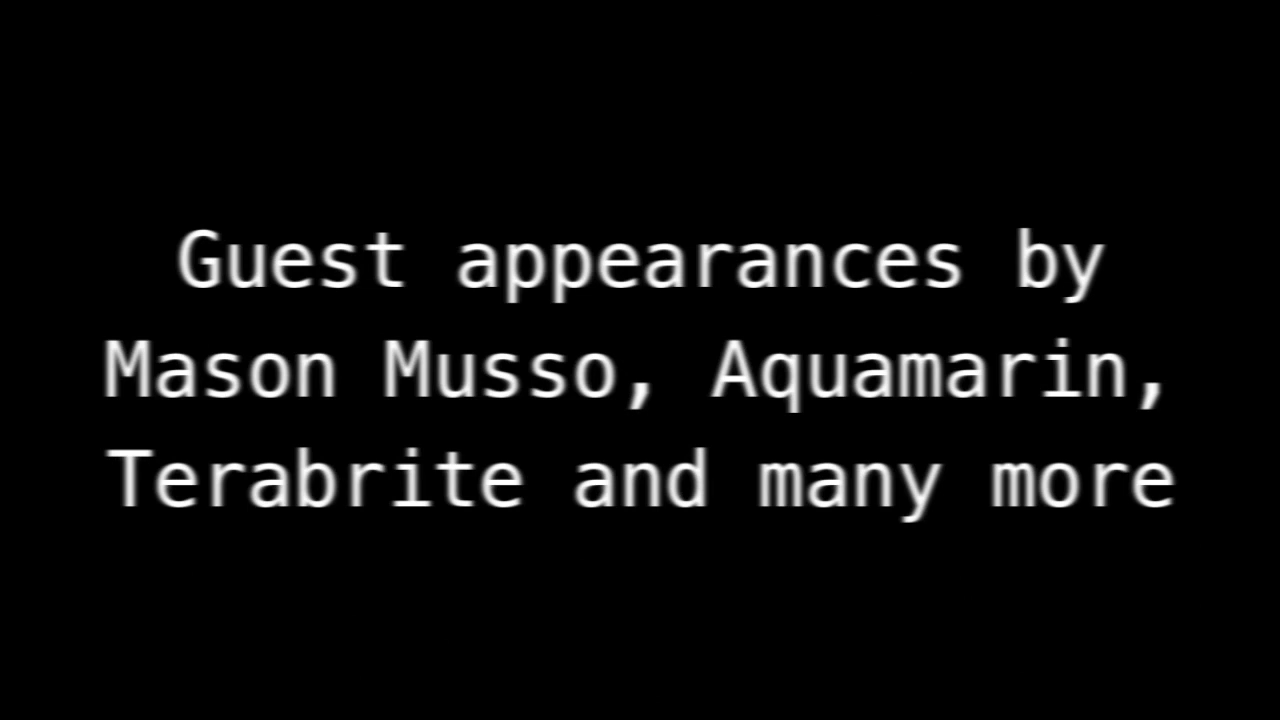 Guest appearances by
Mason Musso, Aquamarin,
Terabrite and many more